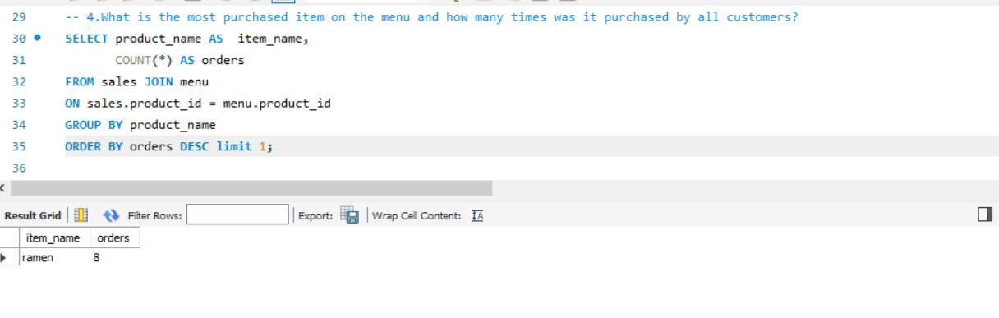 29 -- 4.What is the most purchased item on the menu and how many times was it purchased by all customers?
30 SELECT product_name AS item_name,
31 COUNT(*) AS orders
32 FROM sales JOIN menu
33 ON sales.product_id = menu.product_id
34 GROUP BY product_name
35 ORDER BY orders DESC limit 1;
36
Result Grid Filter Rows: Export: Wrap Cell Content: IA
item_name orders
ramen 8